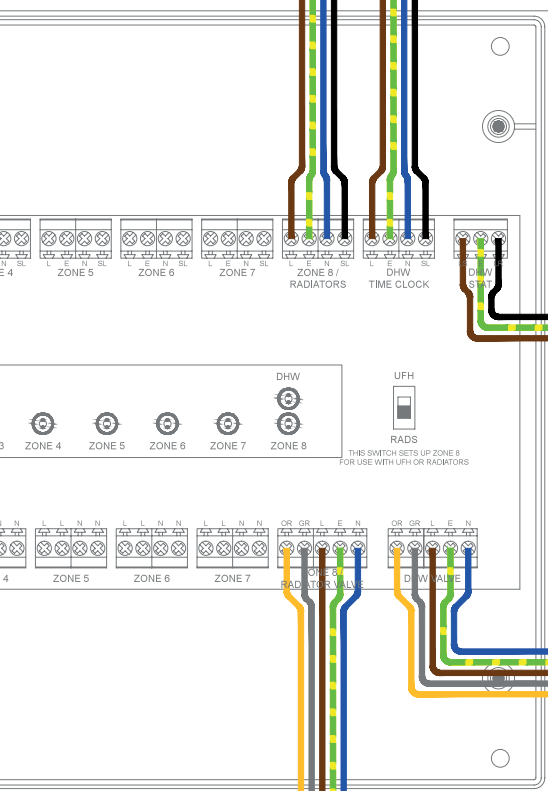 N SL L E N SL L E N SL L E N SL L E N SL L E N SL
E 4 ZONE 5 ZONE 6 ZONE 7 ZONE 8 / DHW DHW
RADIATORS TIME CLOCK STAT
DHW UFH
3 ZONE 4 ZONE 5 ZONE 6 ZONE 7 ZONE 8
RADS
THIS SWITCH SETS UP ZONE 8
FOR USE WITH UFH OR RADIATORS
N N L L N N L L N N L L N N OR GR L E N OR GR L E N
4 ZONE 5 ZONE 6 ZONE 7 ZONE 8 DHW VALVE
RADIATOR VALVE